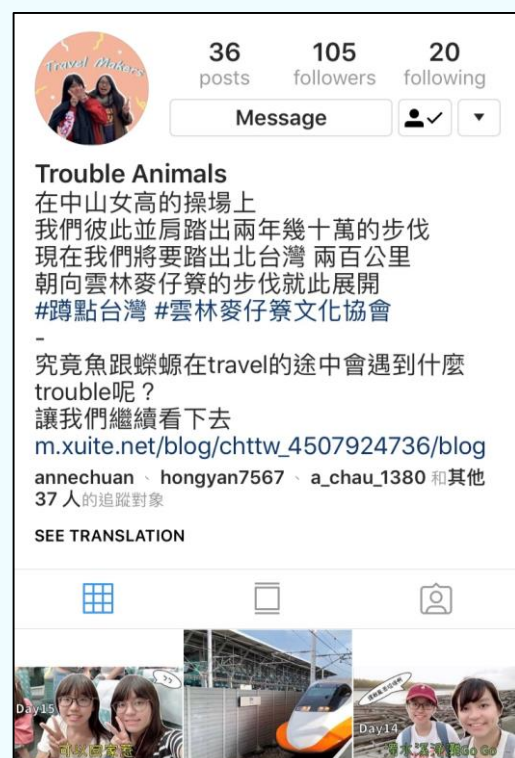 Travel Makers
36 105 20
posts followers following
Message
Trouble Animals
在中山女高的操場上
我們彼此並肩踏出兩年幾十萬的步伐
現在我們將要踏出北台灣 兩百公里
朝向雲林麥仔簝的步伐就此展開
#蹲點台灣 #雲林麥仔簝文化協會
-
究竟魚跟蠑螈在travel的途中會遇到什麼
trouble呢？
讓我們繼續看下去
m.xuite.net/blog/chttw_4507924736/blog
annechuan、hongyan7567、a_chau_1380 和其他
37 人的追蹤對象
SEE TRANSLATION
Day15
??
Day14
Go Go